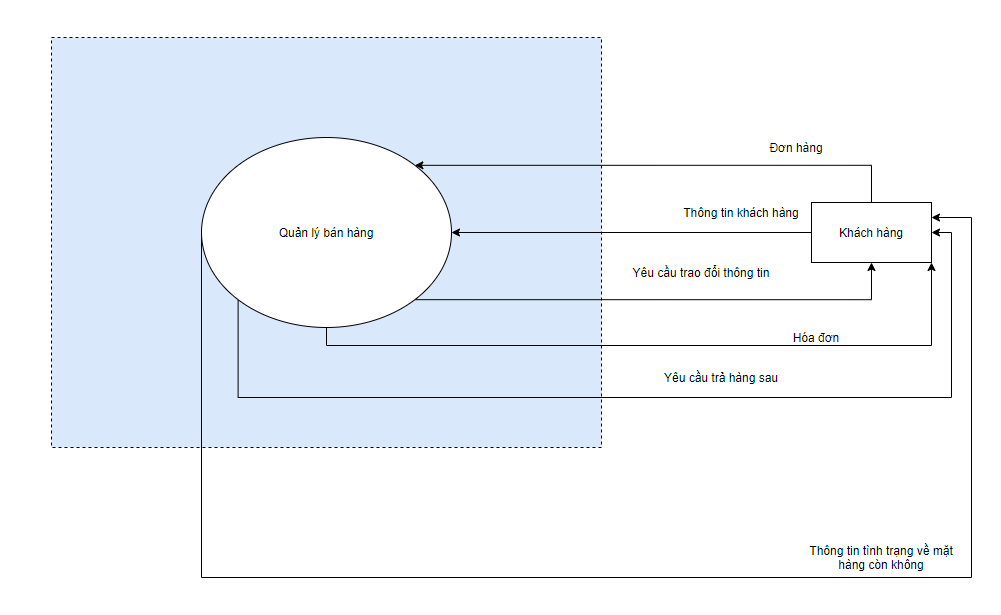 Đơn hàng
Thông tin khách hàng
Quản lý bán hàng
Khách hàng
Yêu cầu trao đổi thông tin
Hóa đơn
Yêu cầu trả hàng sau
Thông tin tình trạng về mặt
hàng còn không